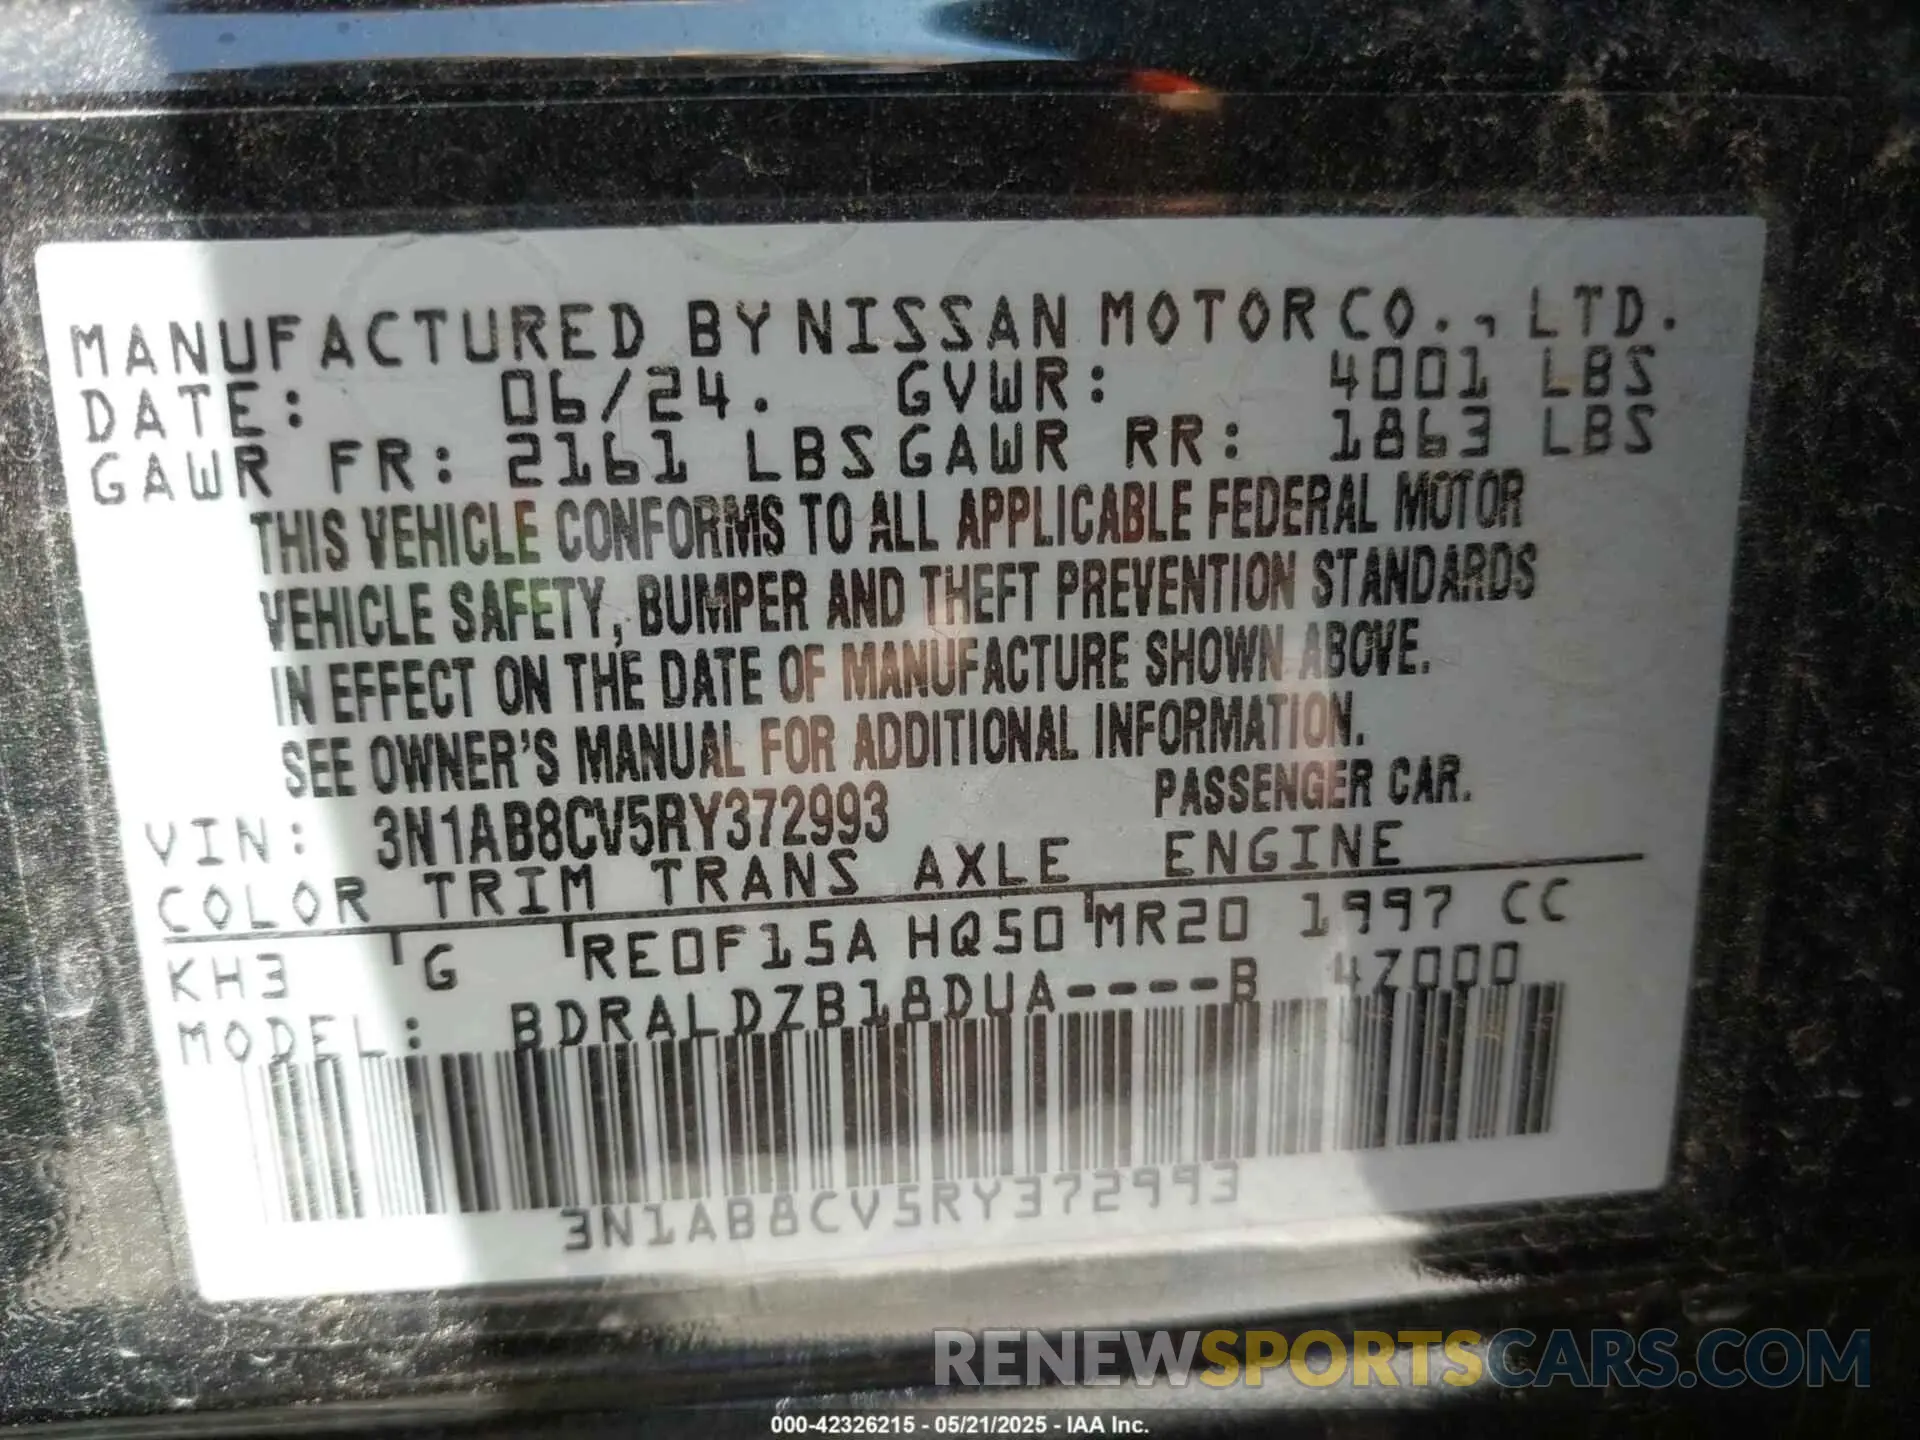 MANUFACTURED BY NISSAN MOTOR CO., LTD.
DATE: 06/24. GVWR: 4001 LBS
GAWR FR: 2161 LBS GAWR RR: 1863 LBS
THIS VEHICLE CONFORMS TO ALL APPLICABLE FEDERAL MOTOR
VEHICLE SAFETY, BUMPER AND THEFT PREVENTION STANDARDS
IN EFFECT ON THE DATE OF MANUFACTURE SHOWN ABOVE.
SEE OWNER'S MANUAL FOR ADDITIONAL INFORMATION.
VIN: 3N1AB8CV5RY372993 PASSENGER CAR.
COLOR TRIM TRANS AXLE ENGINE
KH3 G RE0F15A HQ50 MR20 1997 CC
MODEL: BDRALDZB18DUA----B 4Z000
3N1AB8CV5RY372993
RENEWSPORTSCARS.COM
000-42326215 - 05/21/2025 - IAA Inc.